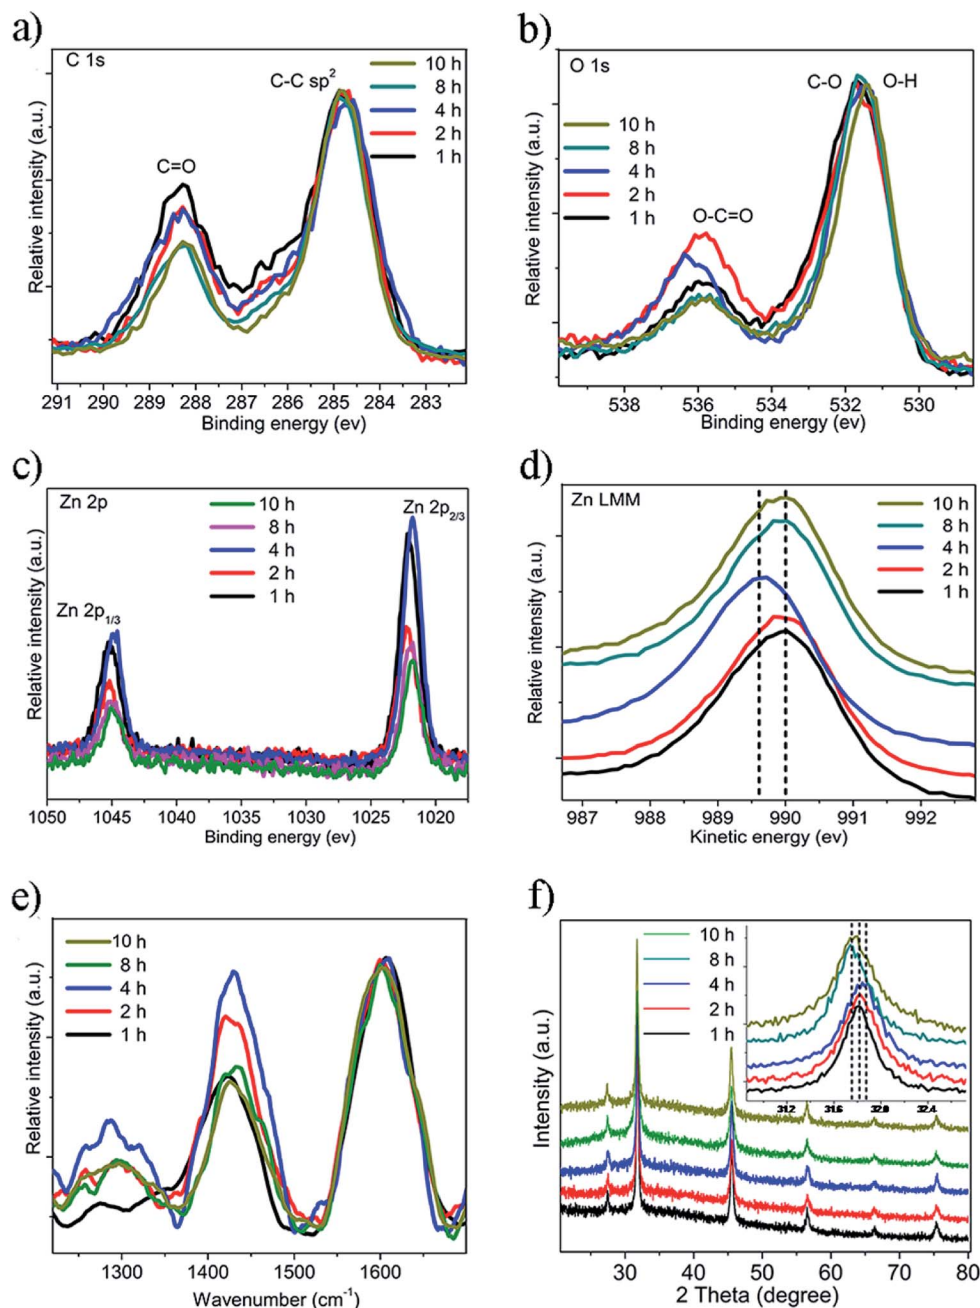 a)
C 1s
C-C sp²
C=O
10 h
8 h
4 h
2 h
1 h
Relative intensity (a.u.)
291 290 289 288 287 286 285 284 283
Binding energy (ev)
b)
O 1s
C-O
O-H
O-C=O
10 h
8 h
4 h
2 h
1 h
Relative intensity (a.u.)
538 536 534 532 530
Binding energy (ev)
c)
Zn 2p
Zn 2p2/3
Zn 2p1/3
10 h
8 h
4 h
2 h
1 h
Relative intensity (a.u.)
1050 1045 1040 1035 1030 1025 1020
Binding energy (ev)
d)
Zn LMM
10 h
8 h
4 h
2 h
1 h
Relative intensity (a.u.)
987 988 989 990 991 992
Kinetic energy (ev)
e)
10 h
8 h
4 h
2 h
1 h
Relative intensity (a.u.)
1300 1400 1500 1600
Wavenumber (cm⁻¹)
f)
10 h
8 h
4 h
2 h
1 h
31.2 31.6 32.0 32.4
Intensity (a.u.)
30 40 50 60 70 80
2 Theta (degree)